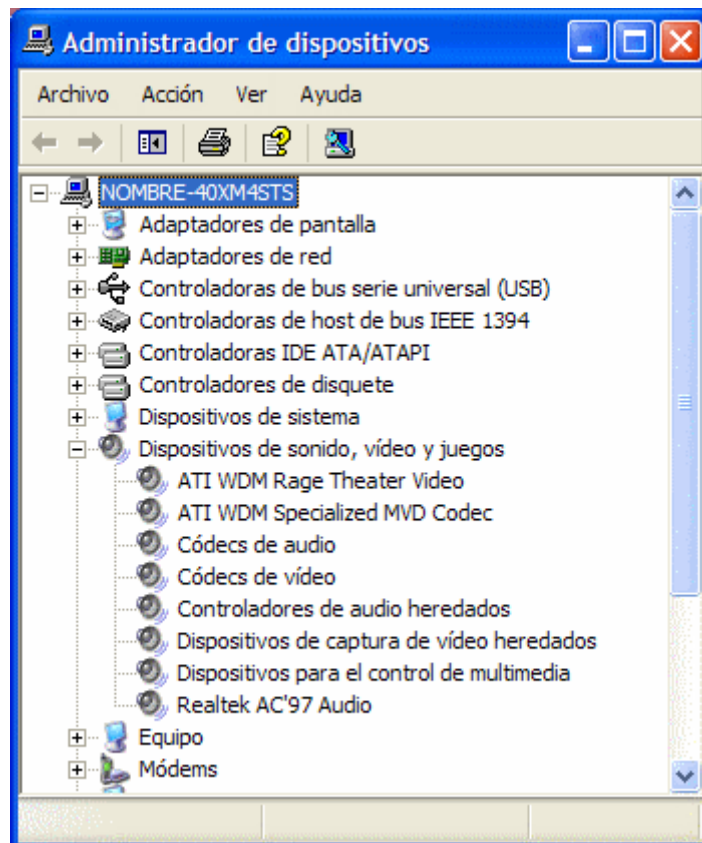 Administrador de dispositivos
Archivo Acción Ver Ayuda
NOMBRE-40XM4STS
Adaptadores de pantalla
Adaptadores de red
Controladoras de bus serie universal (USB)
Controladoras de host de bus IEEE 1394
Controladoras IDE ATA/ATAPI
Controladores de disquete
Dispositivos de sistema
Dispositivos de sonido, vídeo y juegos
ATI WDM Rage Theater Video
ATI WDM Specialized MVD Codec
Códecs de audio
Códecs de vídeo
Controladores de audio heredados
Dispositivos de captura de vídeo heredados
Dispositivos para el control de multimedia
Realtek AC'97 Audio
Equipo
Módems